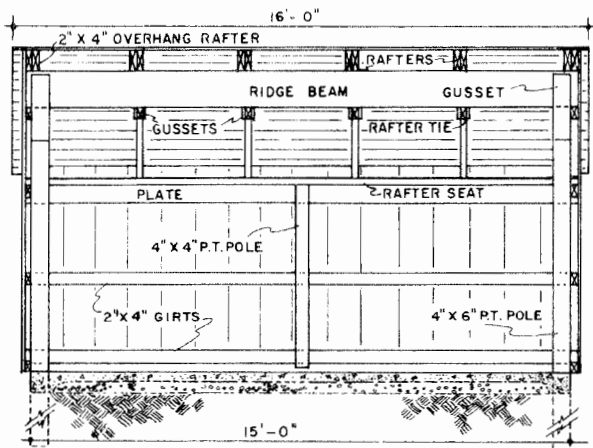 16'-0"
2" X 4" OVERHANG RAFTER
RAFTERS
RIDGE BEAM
GUSSET
GUSSETS
RAFTER TIE
PLATE
RAFTER SEAT
4" X 4" P.T. POLE
2" X 4" GIRTS
4" X 6" P.T. POLE
15'-0"